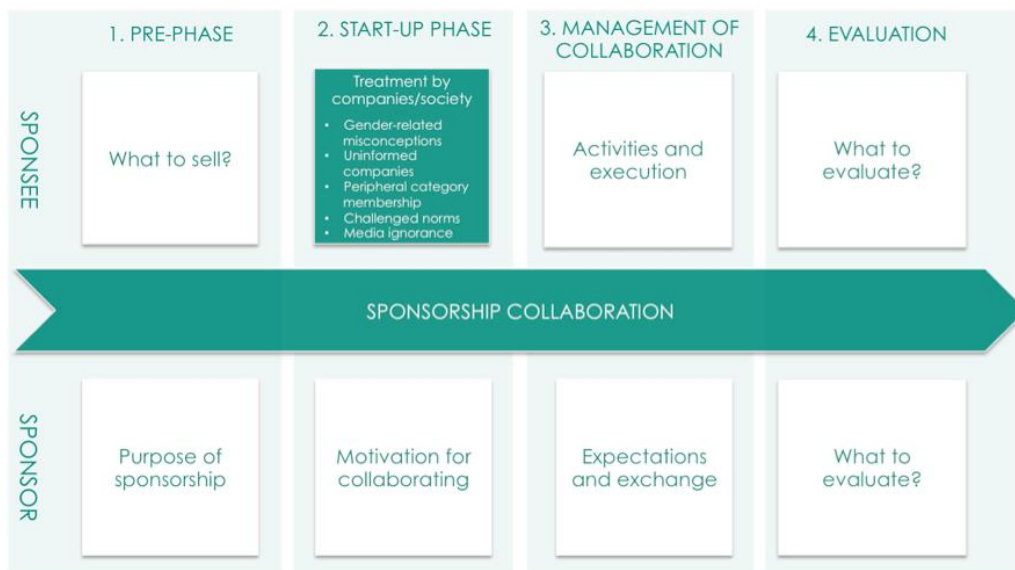 1. PRE-PHASE
2. START-UP PHASE
3. MANAGEMENT OF
COLLABORATION
4. EVALUATION
SPONSEE
What to sell?
Treatment by
companies/society
• Gender-related
misconceptions
• Uninformed
companies
• Peripheral category
membership
• Challenged norms
• Media ignorance
Activities and
execution
What to
evaluate?
SPONSORSHIP COLLABORATION
SPONSOR
Purpose of
sponsorship
Motivation for
collaborating
Expectations
and exchange
What to
evaluate?